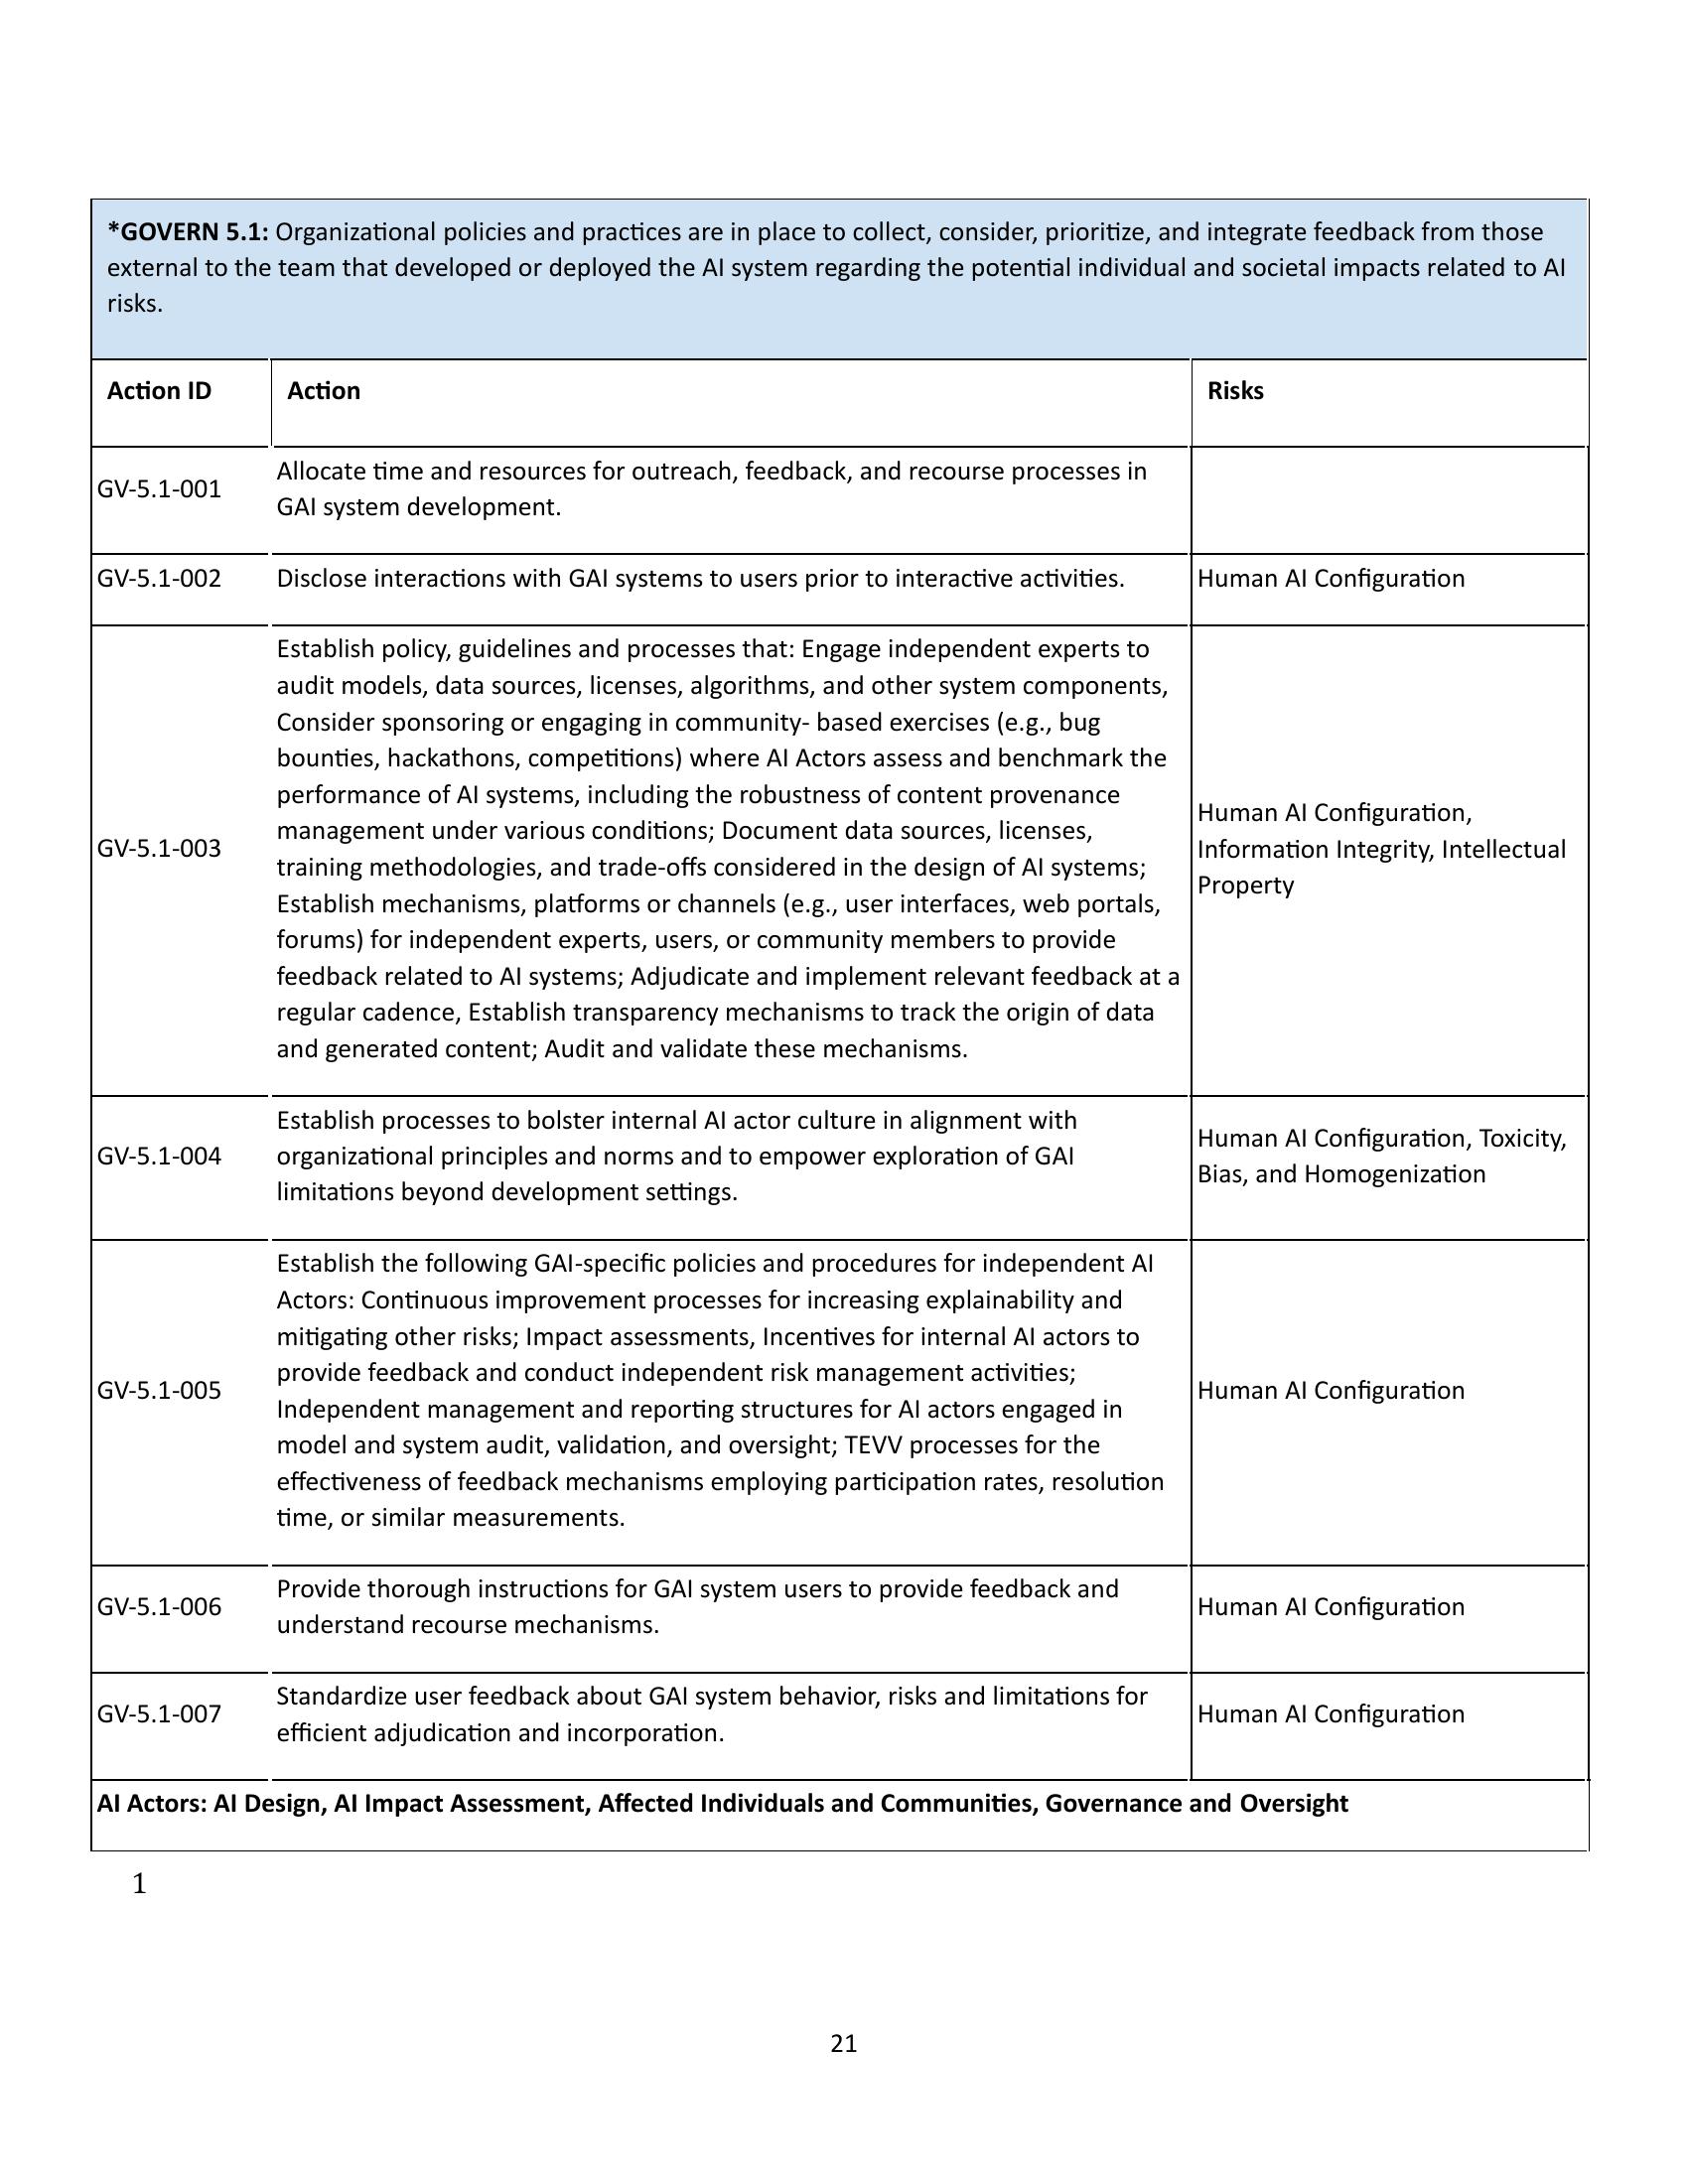 *GOVERN 5.1: Organizational policies and practices are in place to collect, consider, prioritize, and integrate feedback from those
external to the team that developed or deployed the AI system regarding the potential individual and societal impacts related to AI
risks.
Action ID
Action
Risks
GV-5.1-001
Allocate time and resources for outreach, feedback, and recourse processes in
GAI system development.
GV-5.1-002
Disclose interactions with GAI systems to users prior to interactive activities.
Human AI Configuration
GV-5.1-003
Establish policy, guidelines and processes that: Engage independent experts to
audit models, data sources, licenses, algorithms, and other system components,
Consider sponsoring or engaging in community- based exercises (e.g., bug
bounties, hackathons, competitions) where AI Actors assess and benchmark the
performance of AI systems, including the robustness of content provenance
management under various conditions; Document data sources, licenses,
training methodologies, and trade-offs considered in the design of AI systems;
Establish mechanisms, platforms or channels (e.g., user interfaces, web portals,
forums) for independent experts, users, or community members to provide
feedback related to AI systems; Adjudicate and implement relevant feedback at a
regular cadence, Establish transparency mechanisms to track the origin of data
and generated content; Audit and validate these mechanisms.
Human AI Configuration,
Information Integrity, Intellectual
Property
GV-5.1-004
Establish processes to bolster internal AI actor culture in alignment with
organizational principles and norms and to empower exploration of GAI
limitations beyond development settings.
Human AI Configuration, Toxicity,
Bias, and Homogenization
GV-5.1-005
Establish the following GAI-specific policies and procedures for independent AI
Actors: Continuous improvement processes for increasing explainability and
mitigating other risks; Impact assessments, Incentives for internal AI actors to
provide feedback and conduct independent risk management activities;
Independent management and reporting structures for AI actors engaged in
model and system audit, validation, and oversight; TEVV processes for the
effectiveness of feedback mechanisms employing participation rates, resolution
time, or similar measurements.
Human AI Configuration
GV-5.1-006
Provide thorough instructions for GAI system users to provide feedback and
understand recourse mechanisms.
Human AI Configuration
GV-5.1-007
Standardize user feedback about GAI system behavior, risks and limitations for
efficient adjudication and incorporation.
Human AI Configuration
AI Actors: AI Design, AI Impact Assessment, Affected Individuals and Communities, Governance and Oversight
1
21